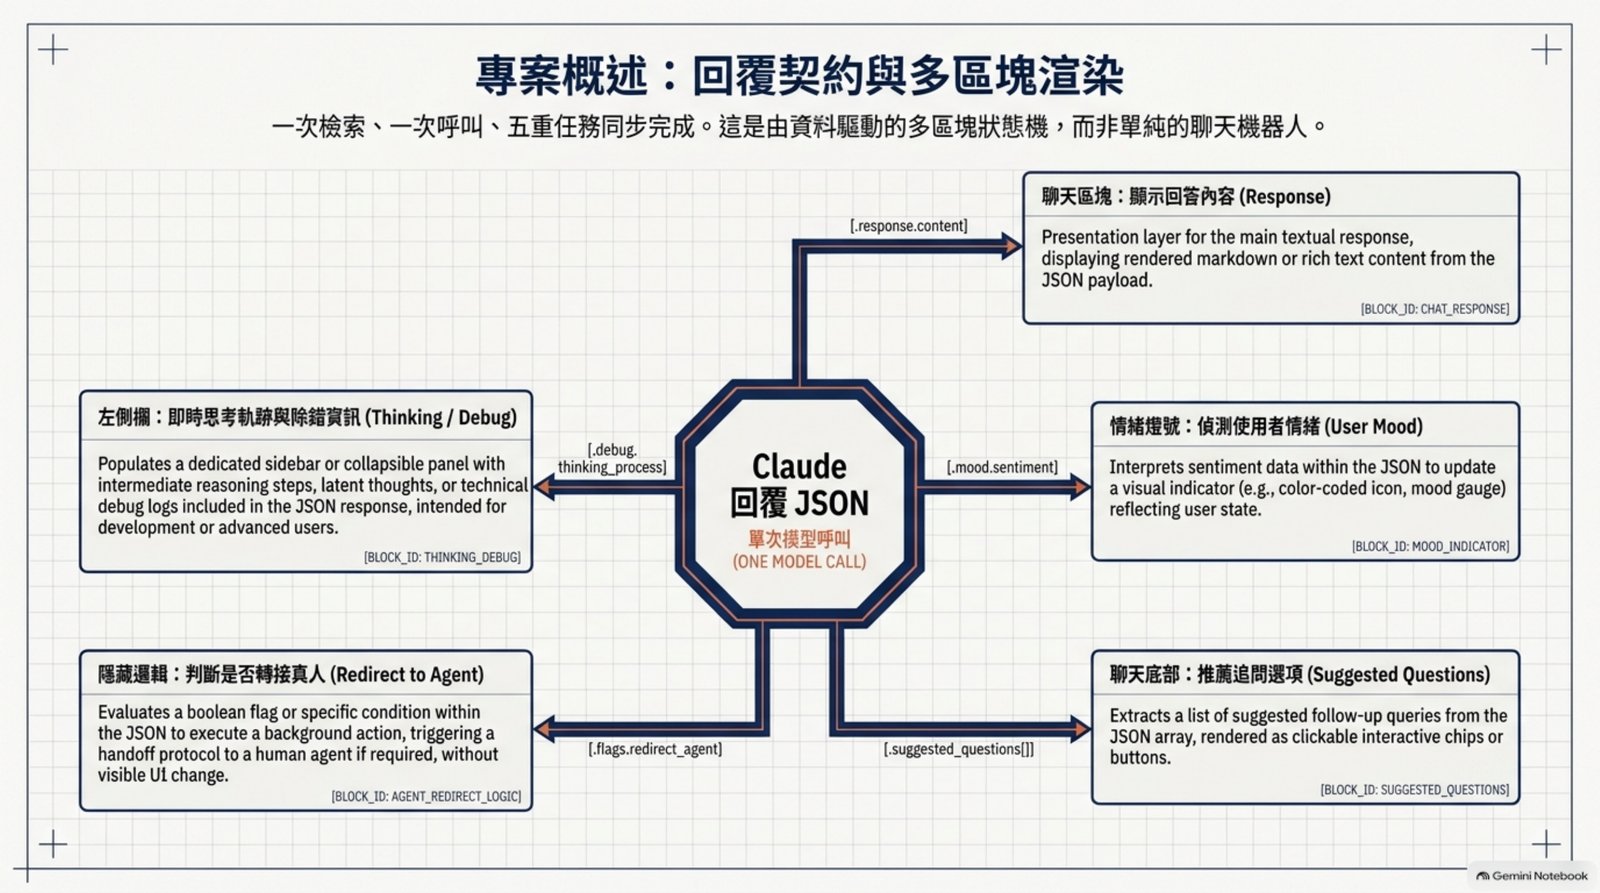 專案概述：回覆契約與多區塊渲染
一次檢索、一次呼叫、五重任務同步完成。這是由資料驅動的多區塊狀態機，而非單純的聊天機器人。
[.response.content]
聊天區塊：顯示回答內容 (Response)
Presentation layer for the main textual response,
displaying rendered markdown or rich text content from the
JSON payload.
[BLOCK_ID: CHAT_RESPONSE]
左側欄：即時思考軌跡與除錯資訊 (Thinking / Debug)
Populates a dedicated sidebar or collapsible panel with
intermediate reasoning steps, latent thoughts, or technical
debug logs included in the JSON response, intended for
development or advanced users.
[BLOCK_ID: THINKING_DEBUG]
[.debug.
thinking_process]
Claude
回覆 JSON
單次模型呼叫
(ONE MODEL CALL)
[.mood.sentiment]
情緒燈號：偵測使用者情緒 (User Mood)
Interprets sentiment data within the JSON to update
a visual indicator (e.g., color-coded icon, mood gauge)
reflecting user state.
[BLOCK_ID: MOOD_INDICATOR]
隱藏邏輯：判斷是否轉接真人 (Redirect to Agent)
Evaluates a boolean flag or specific condition within
the JSON to execute a background action, triggering a
handoff protocol to a human agent if required, without
visible UI change.
[BLOCK_ID: AGENT_REDIRECT_LOGIC]
[.flags.redirect_agent]
[.suggested_questions[]]
聊天底部：推薦追問選項 (Suggested Questions)
Extracts a list of suggested follow-up queries from the
JSON array, rendered as clickable interactive chips or
buttons.
[BLOCK_ID: SUGGESTED_QUESTIONS]
Gemini Notebook